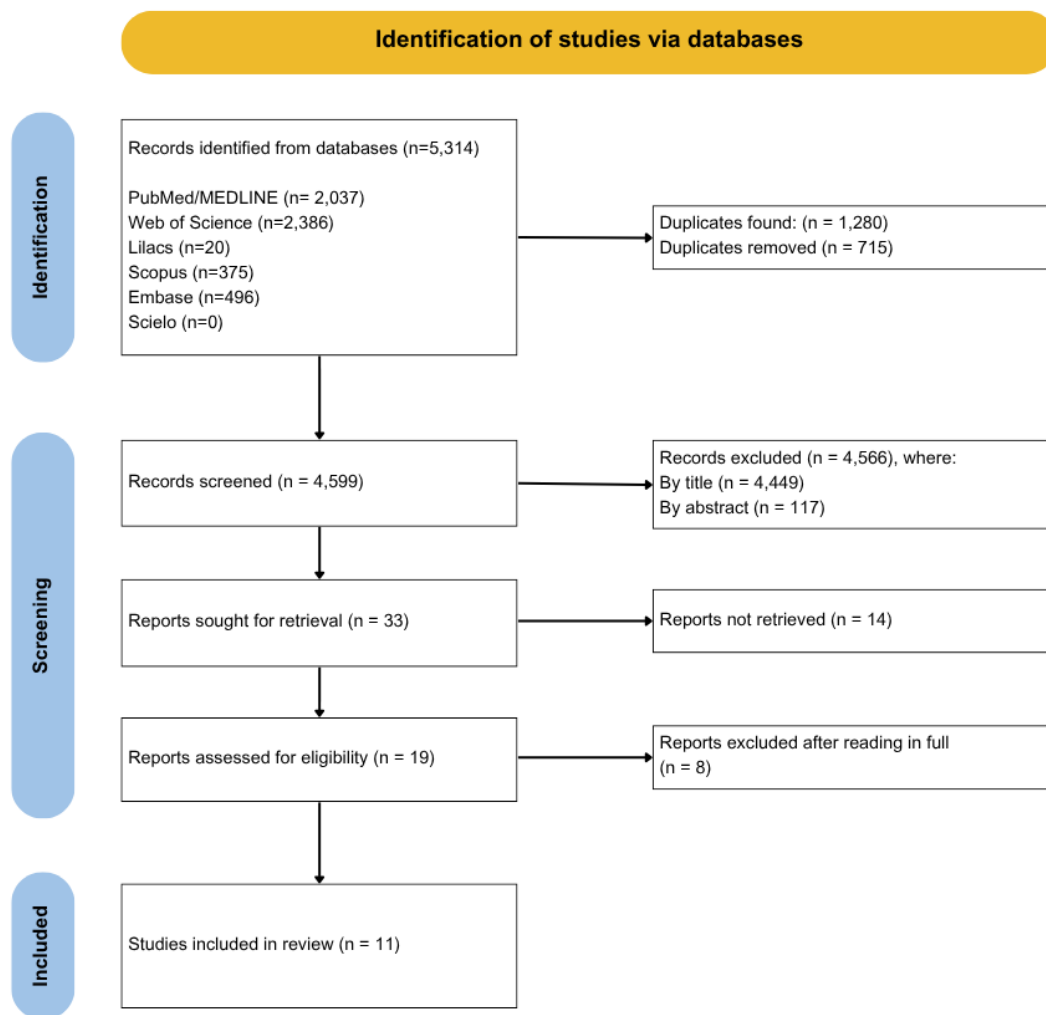 Identification of studies via databases
Identification
Records identified from databases (n=5,314)
PubMed/MEDLINE (n= 2,037)
Web of Science (n=2,386)
Lilacs (n=20)
Scopus (n=375)
Embase (n=496)
Scielo (n=0)
Duplicates found: (n = 1,280)
Duplicates removed (n = 715)
Screening
Records screened (n = 4,599)
Records excluded (n = 4,566), where:
By title (n = 4,449)
By abstract (n = 117)
Reports sought for retrieval (n = 33)
Reports not retrieved (n = 14)
Reports assessed for eligibility (n = 19)
Reports excluded after reading in full
(n = 8)
Included
Studies included in review (n = 11)